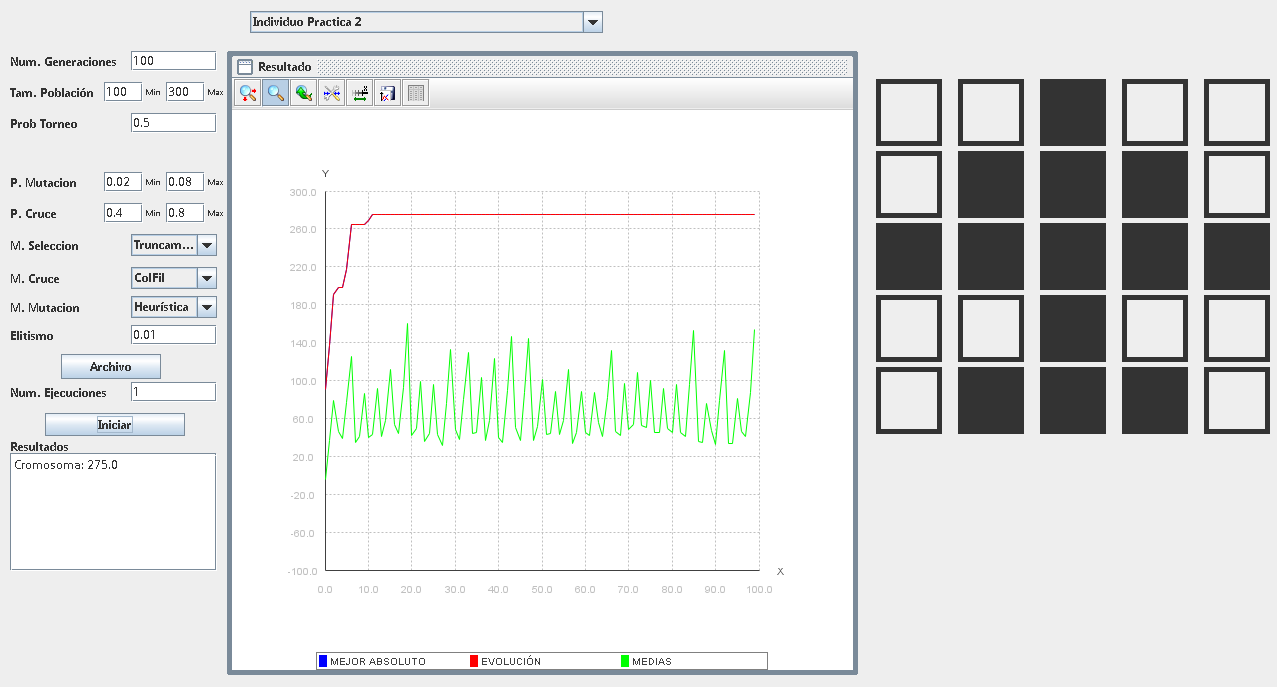 Individuo Practica 2
Num. Generaciones 100
Tam. Población 100 Min 300 Max
Prob Torneo 0.5
P. Mutacion 0.02 Min 0.08 Max
P. Cruce 0.4 Min 0.8 Max
M. Seleccion Truncam...
M. Cruce ColFil
M. Mutacion Heurística
Elitismo 0.01
Archivo
Num. Ejecuciones 1
Iniciar
Resultados
Cromosoma: 275.0
Resultado
Y
300.0
260.0
220.0
180.0
140.0
100.0
60.0
20.0
-20.0
-60.0
-100.0
X
0.0 10.0 20.0 30.0 40.0 50.0 60.0 70.0 80.0 90.0 100.0
MEJOR ABSOLUTO EVOLUCIÓN MEDIAS